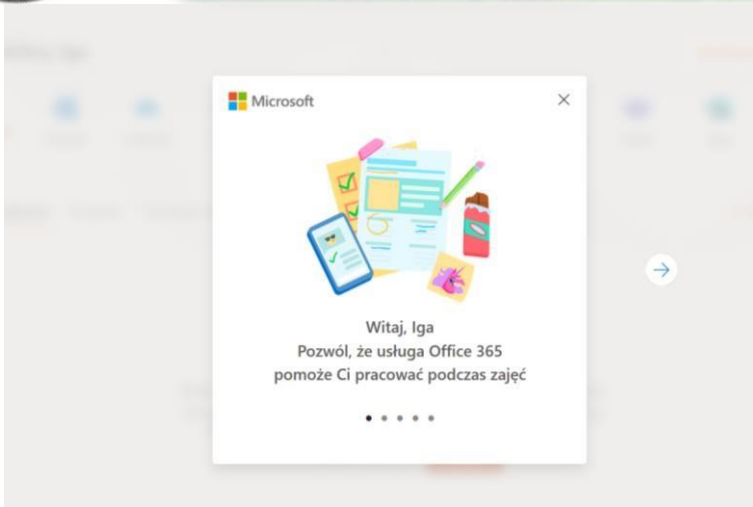 Microsoft
Witaj, Iga
Pozwól, że usługa Office 365
pomoże Ci pracować podczas zajęć